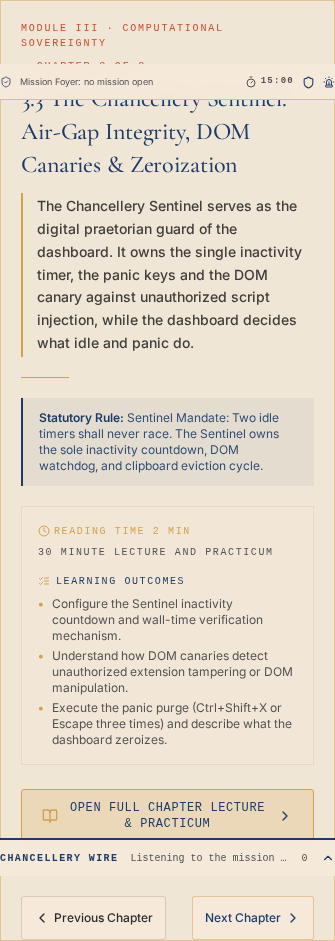 MODULE III · COMPUTATIONAL
SOVEREIGNTY
Mission Foyer: no mission open
15:00
3.3 The Chancellery Sentinel:
Air-Gap Integrity, DOM
Canaries & Zeroization
The Chancellery Sentinel serves as the
digital praetorian guard of the
dashboard. It owns the single inactivity
timer, the panic keys and the DOM
canary against unauthorized script
injection, while the dashboard decides
what idle and panic do.
Statutory Rule: Sentinel Mandate: Two idle
timers shall never race. The Sentinel owns
the sole inactivity countdown, DOM
watchdog, and clipboard eviction cycle.
READING TIME 2 MIN
30 MINUTE LECTURE AND PRACTICUM
LEARNING OUTCOMES
• Configure the Sentinel inactivity
countdown and wall-time verification
mechanism.
• Understand how DOM canaries detect
unauthorized extension tampering or DOM
manipulation.
• Execute the panic purge (Ctrl+Shift+X or
Escape three times) and describe what the
dashboard zeroizes.
OPEN FULL CHAPTER LECTURE
& PRACTICUM
CHANCELLERY WIRE Listening to the mission … 0
Previous Chapter
Next Chapter